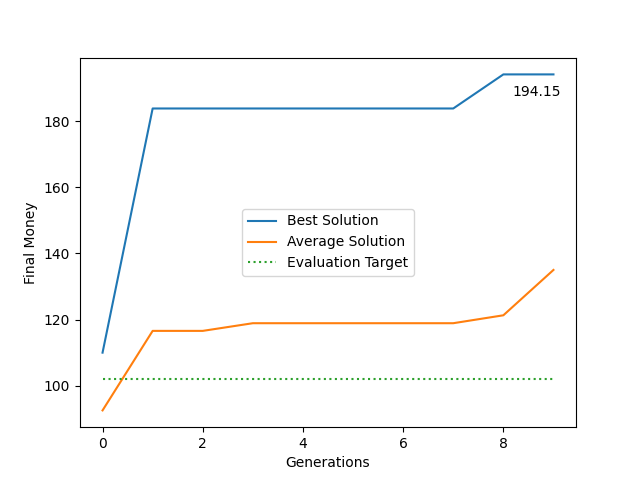 194.15
180
160
140
120
100
Final Money
Best Solution
Average Solution
Evaluation Target
0 2 4 6 8
Generations